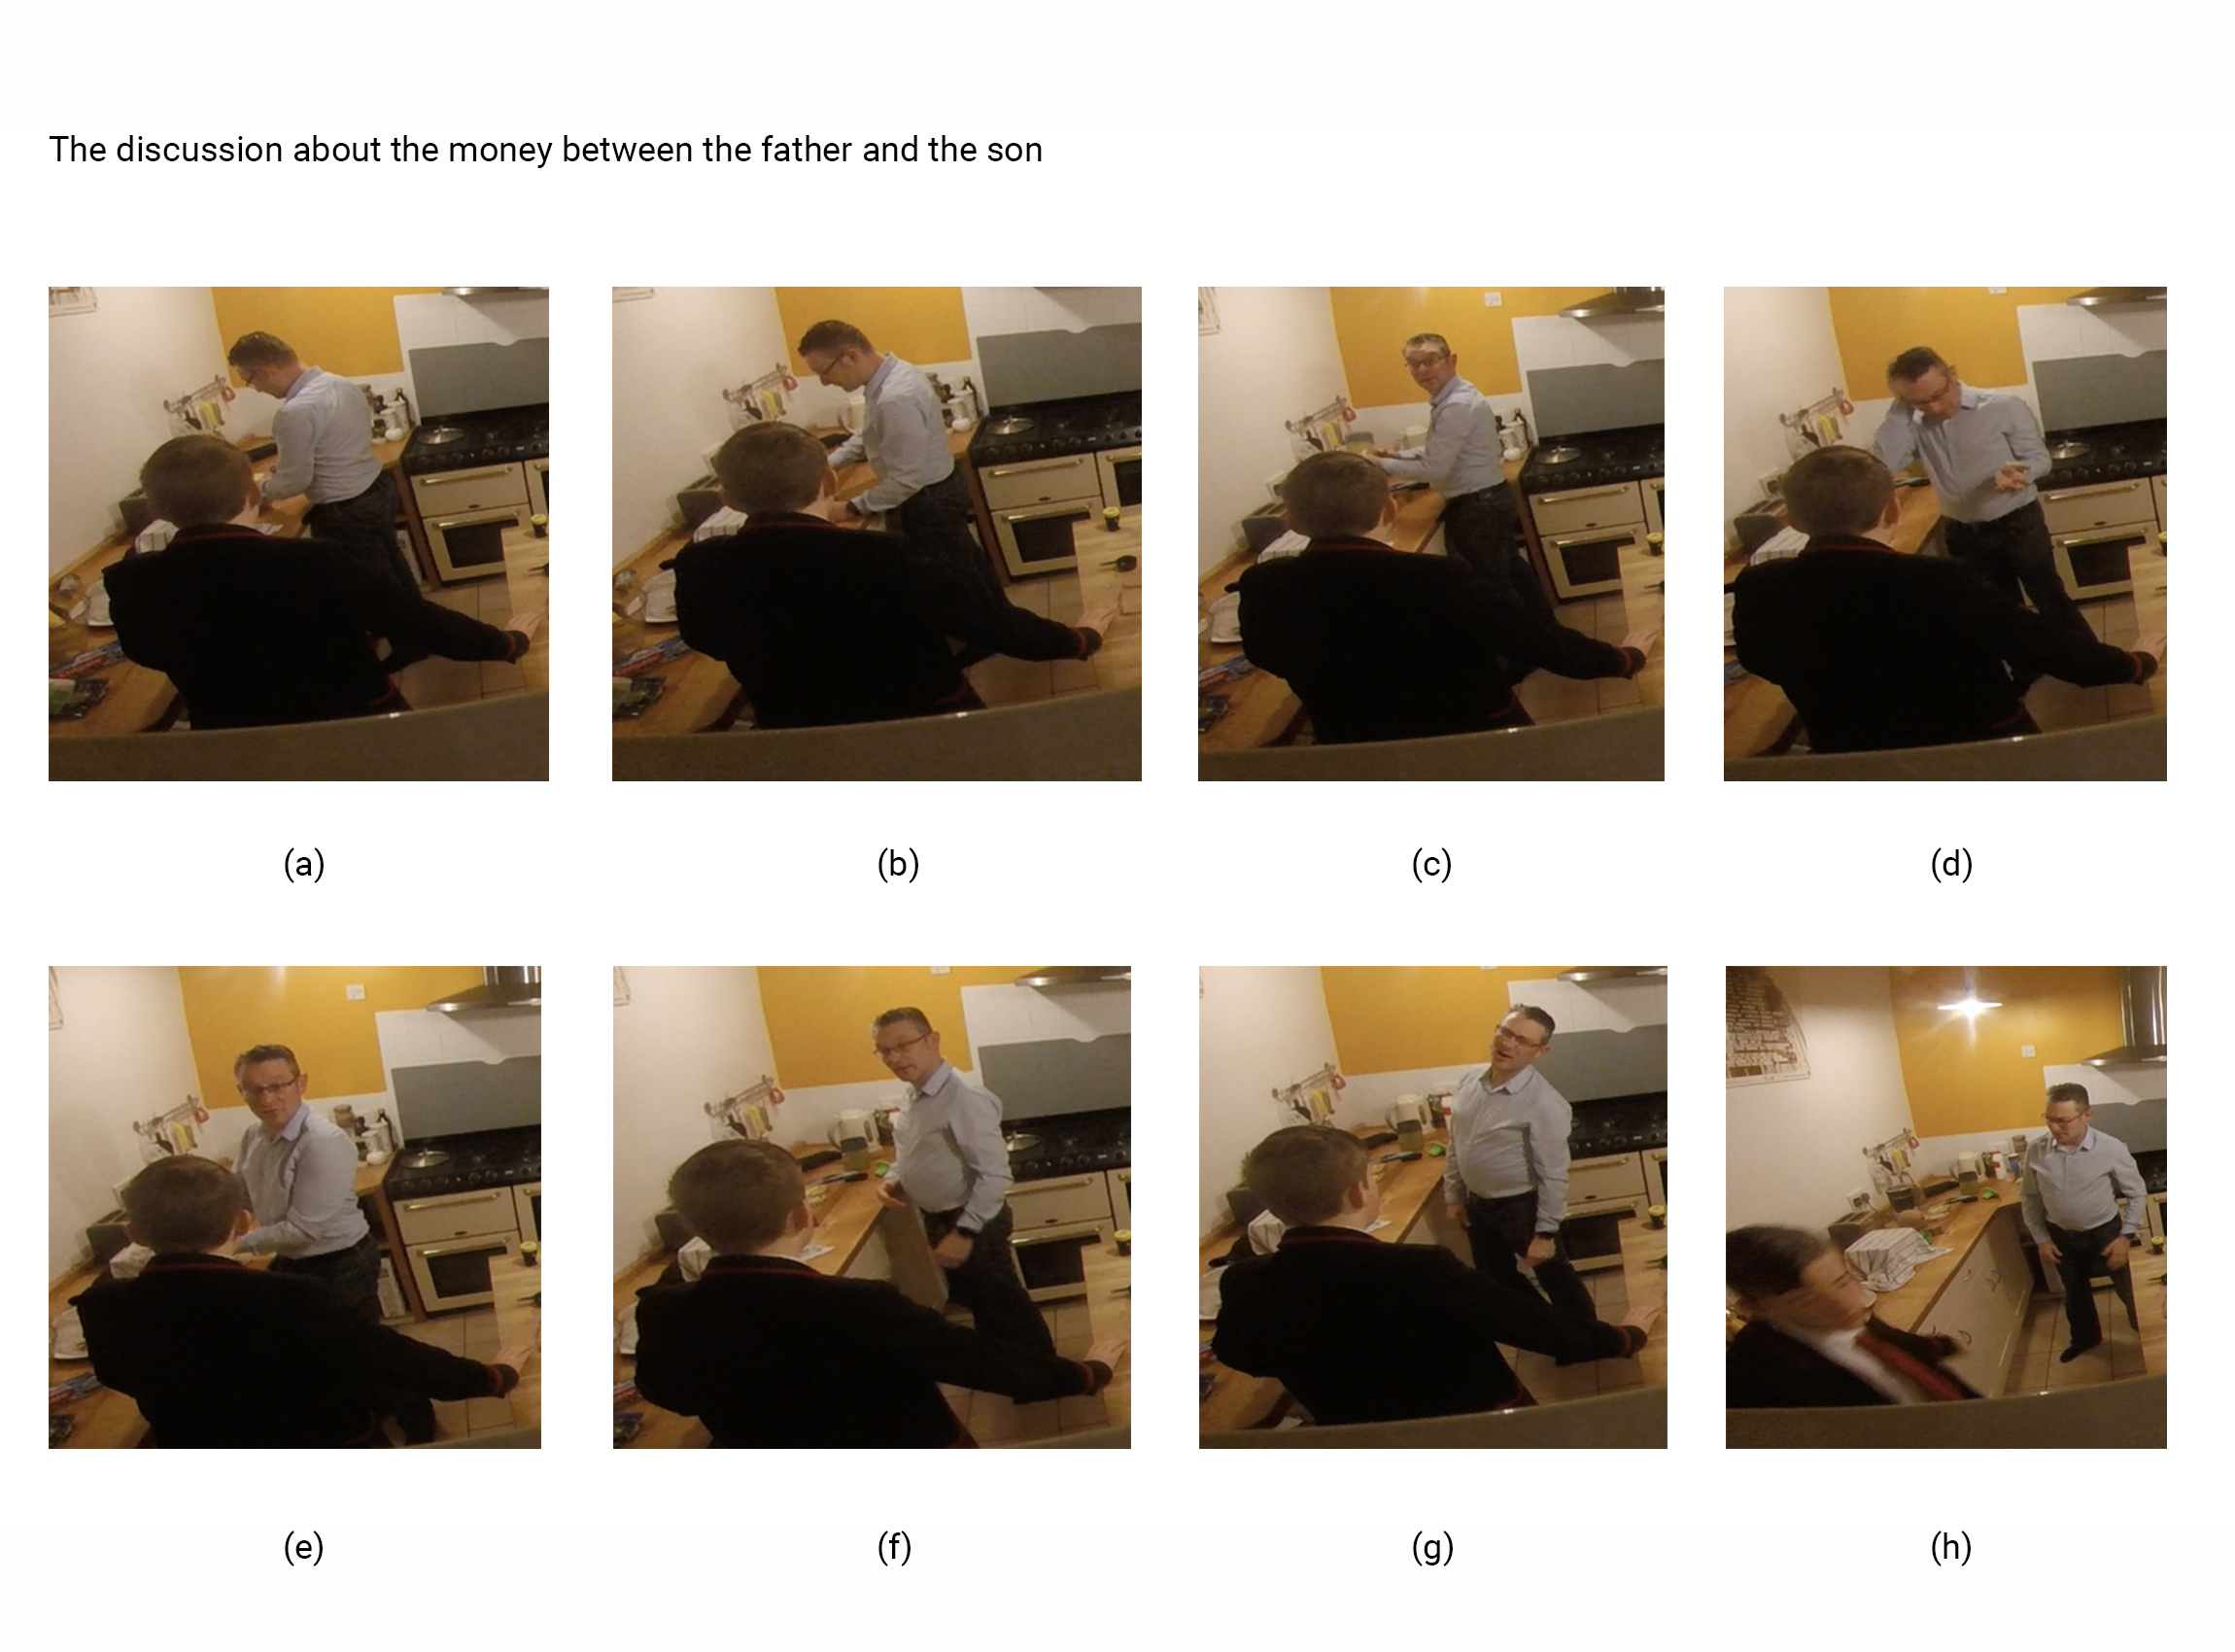 The discussion about the money between the father and the son
(a) (b) (c) (d)
(e) (f) (g) (h)